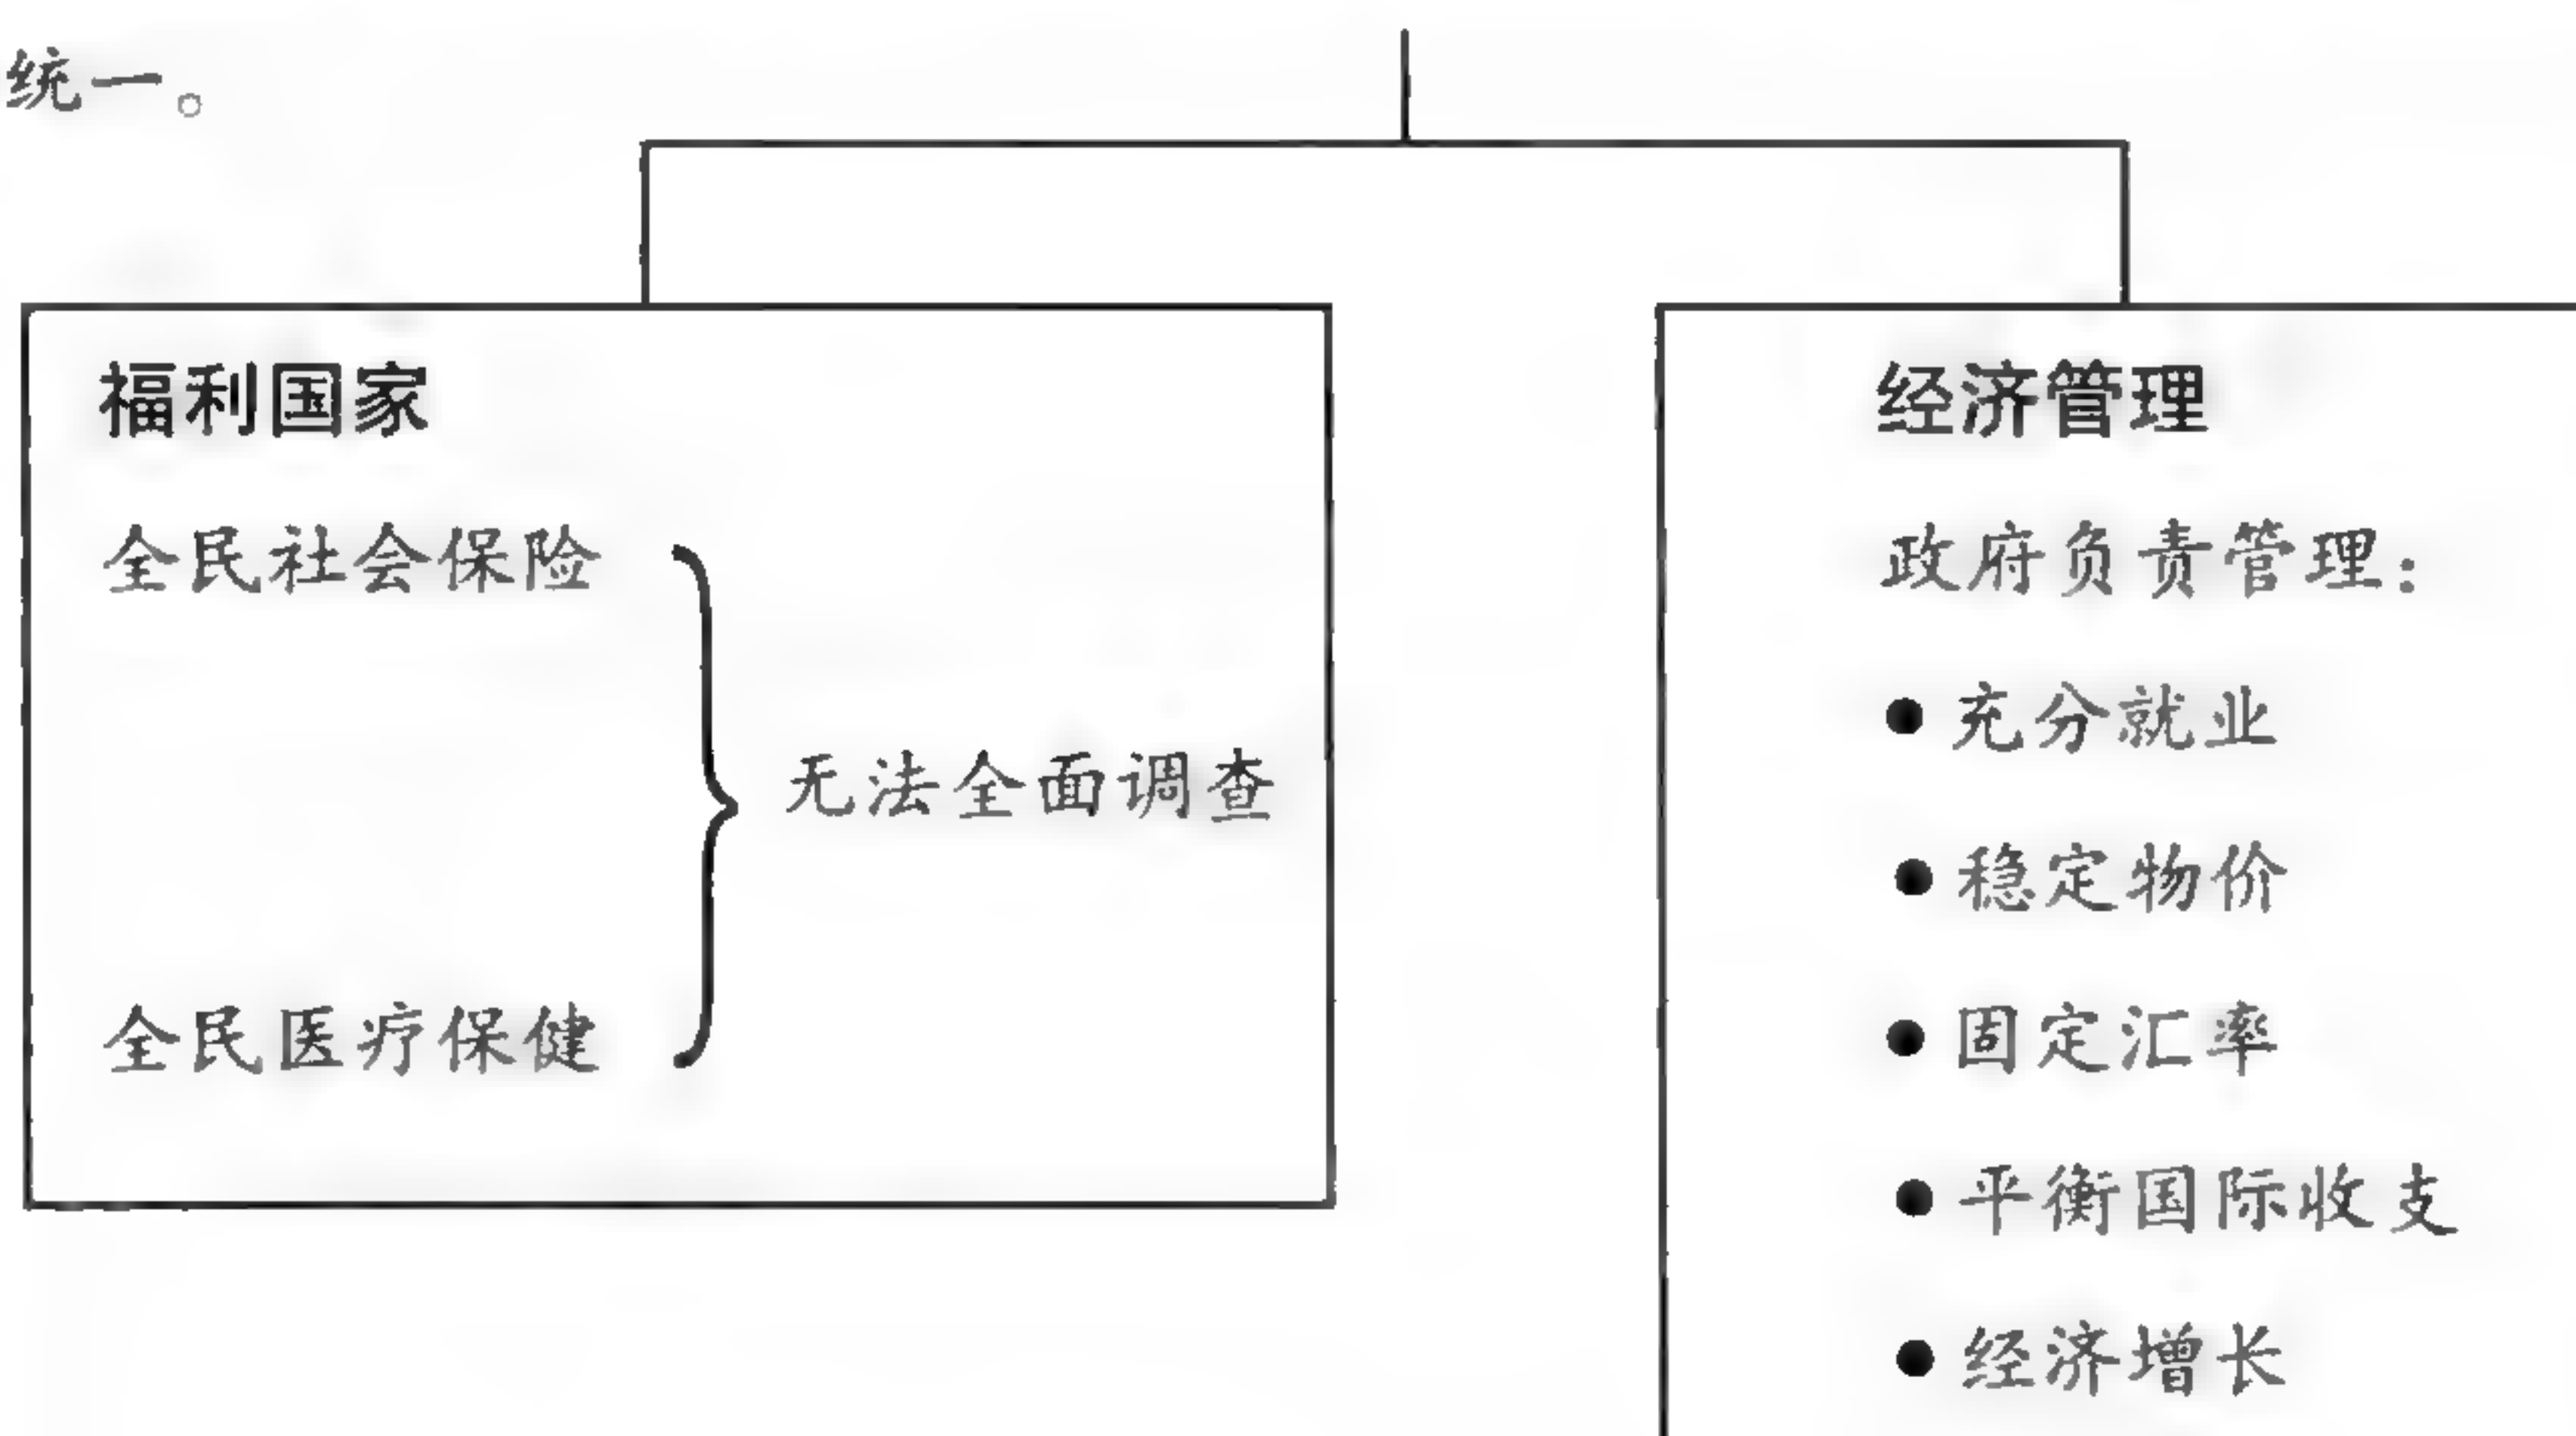 统一。
福利国家
全民社会保险
无法全面调查
全民医疗保健
经济管理
政府负责管理：
●充分就业
●稳定物价
●固定汇率
●平衡国际收支
●经济增长